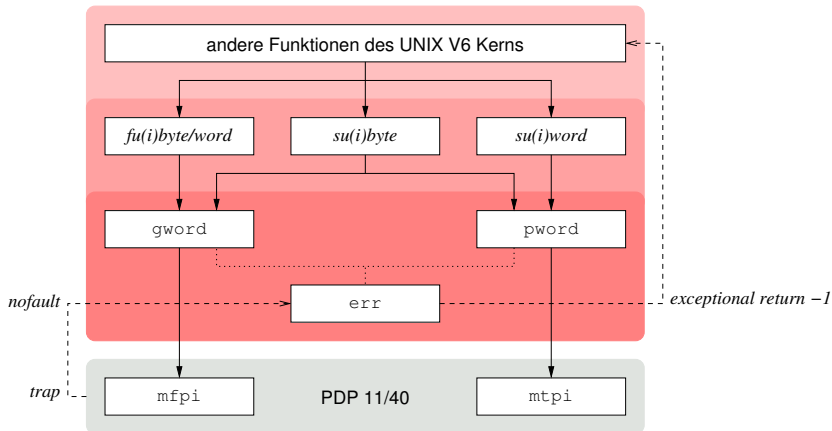 andere Funktionen des UNIX V6 Kerns
fu(i)byte/word
su(i)byte
su(i)word
gword
pword
nofault
err
exceptional return −1
trap
mfpi
PDP 11/40
mtpi